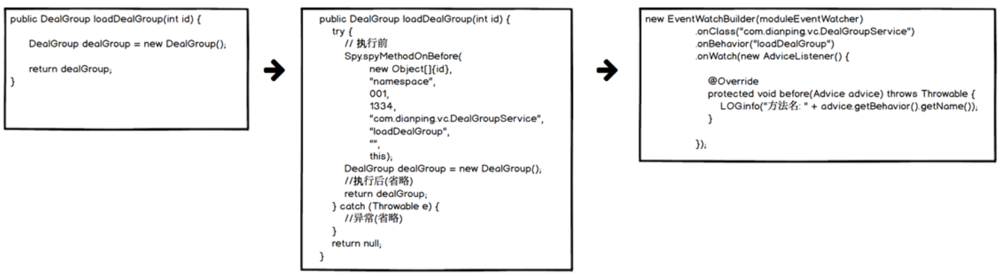 public DealGroup loadDealGroup(int id) {
DealGroup dealGroup = new DealGroup();
return dealGroup;
}
public DealGroup loadDealGroup(int id) {
try {
// 执行前
Spy.spyMethodOnBefore(
new Object[]{id},
"namespace",
001,
1334,
"com.dianping.vc.DealGroupService",
"loadDealGroup",
"",
this);
DealGroup dealGroup = new DealGroup();
//执行后(省略)
return dealGroup;
} catch (Throwable e) {
//异常(省略)
}
return null;
}
new EventWatchBuilder(moduleEventWatcher)
.onClass("com.dianping.vc.DealGroupService")
.onBehavior("loadDealGroup")
.onWatch(new AdviceListener() {
@Override
protected void before(Advice advice) throws Throwable {
LOG.info("方法名: " + advice.getBehavior().getName());
}
});